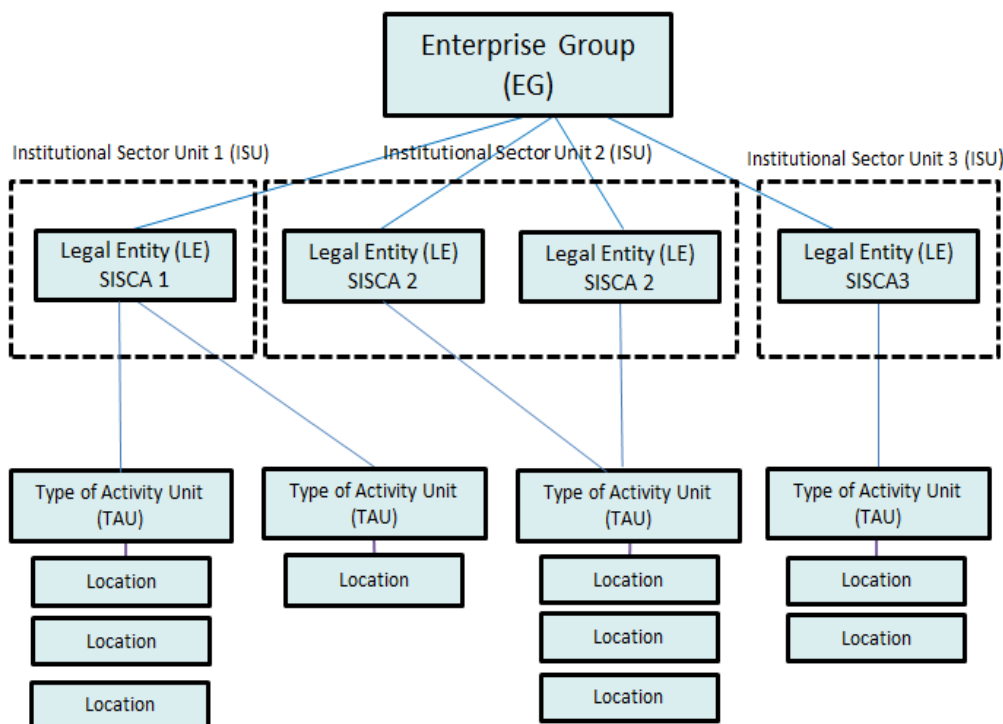 Enterprise Group
(EG)
Institutional Sector Unit 1 (ISU)
Institutional Sector Unit 2 (ISU)
Institutional Sector Unit 3 (ISU)
Legal Entity (LE)
SISCA 1
Legal Entity (LE)
SISCA 2
Legal Entity (LE)
SISCA 2
Legal Entity (LE)
SISCA3
Type of Activity Unit
(TAU)
Type of Activity Unit
(TAU)
Type of Activity Unit
(TAU)
Type of Activity Unit
(TAU)
Location
Location
Location
Location
Location
Location
Location
Location
Location